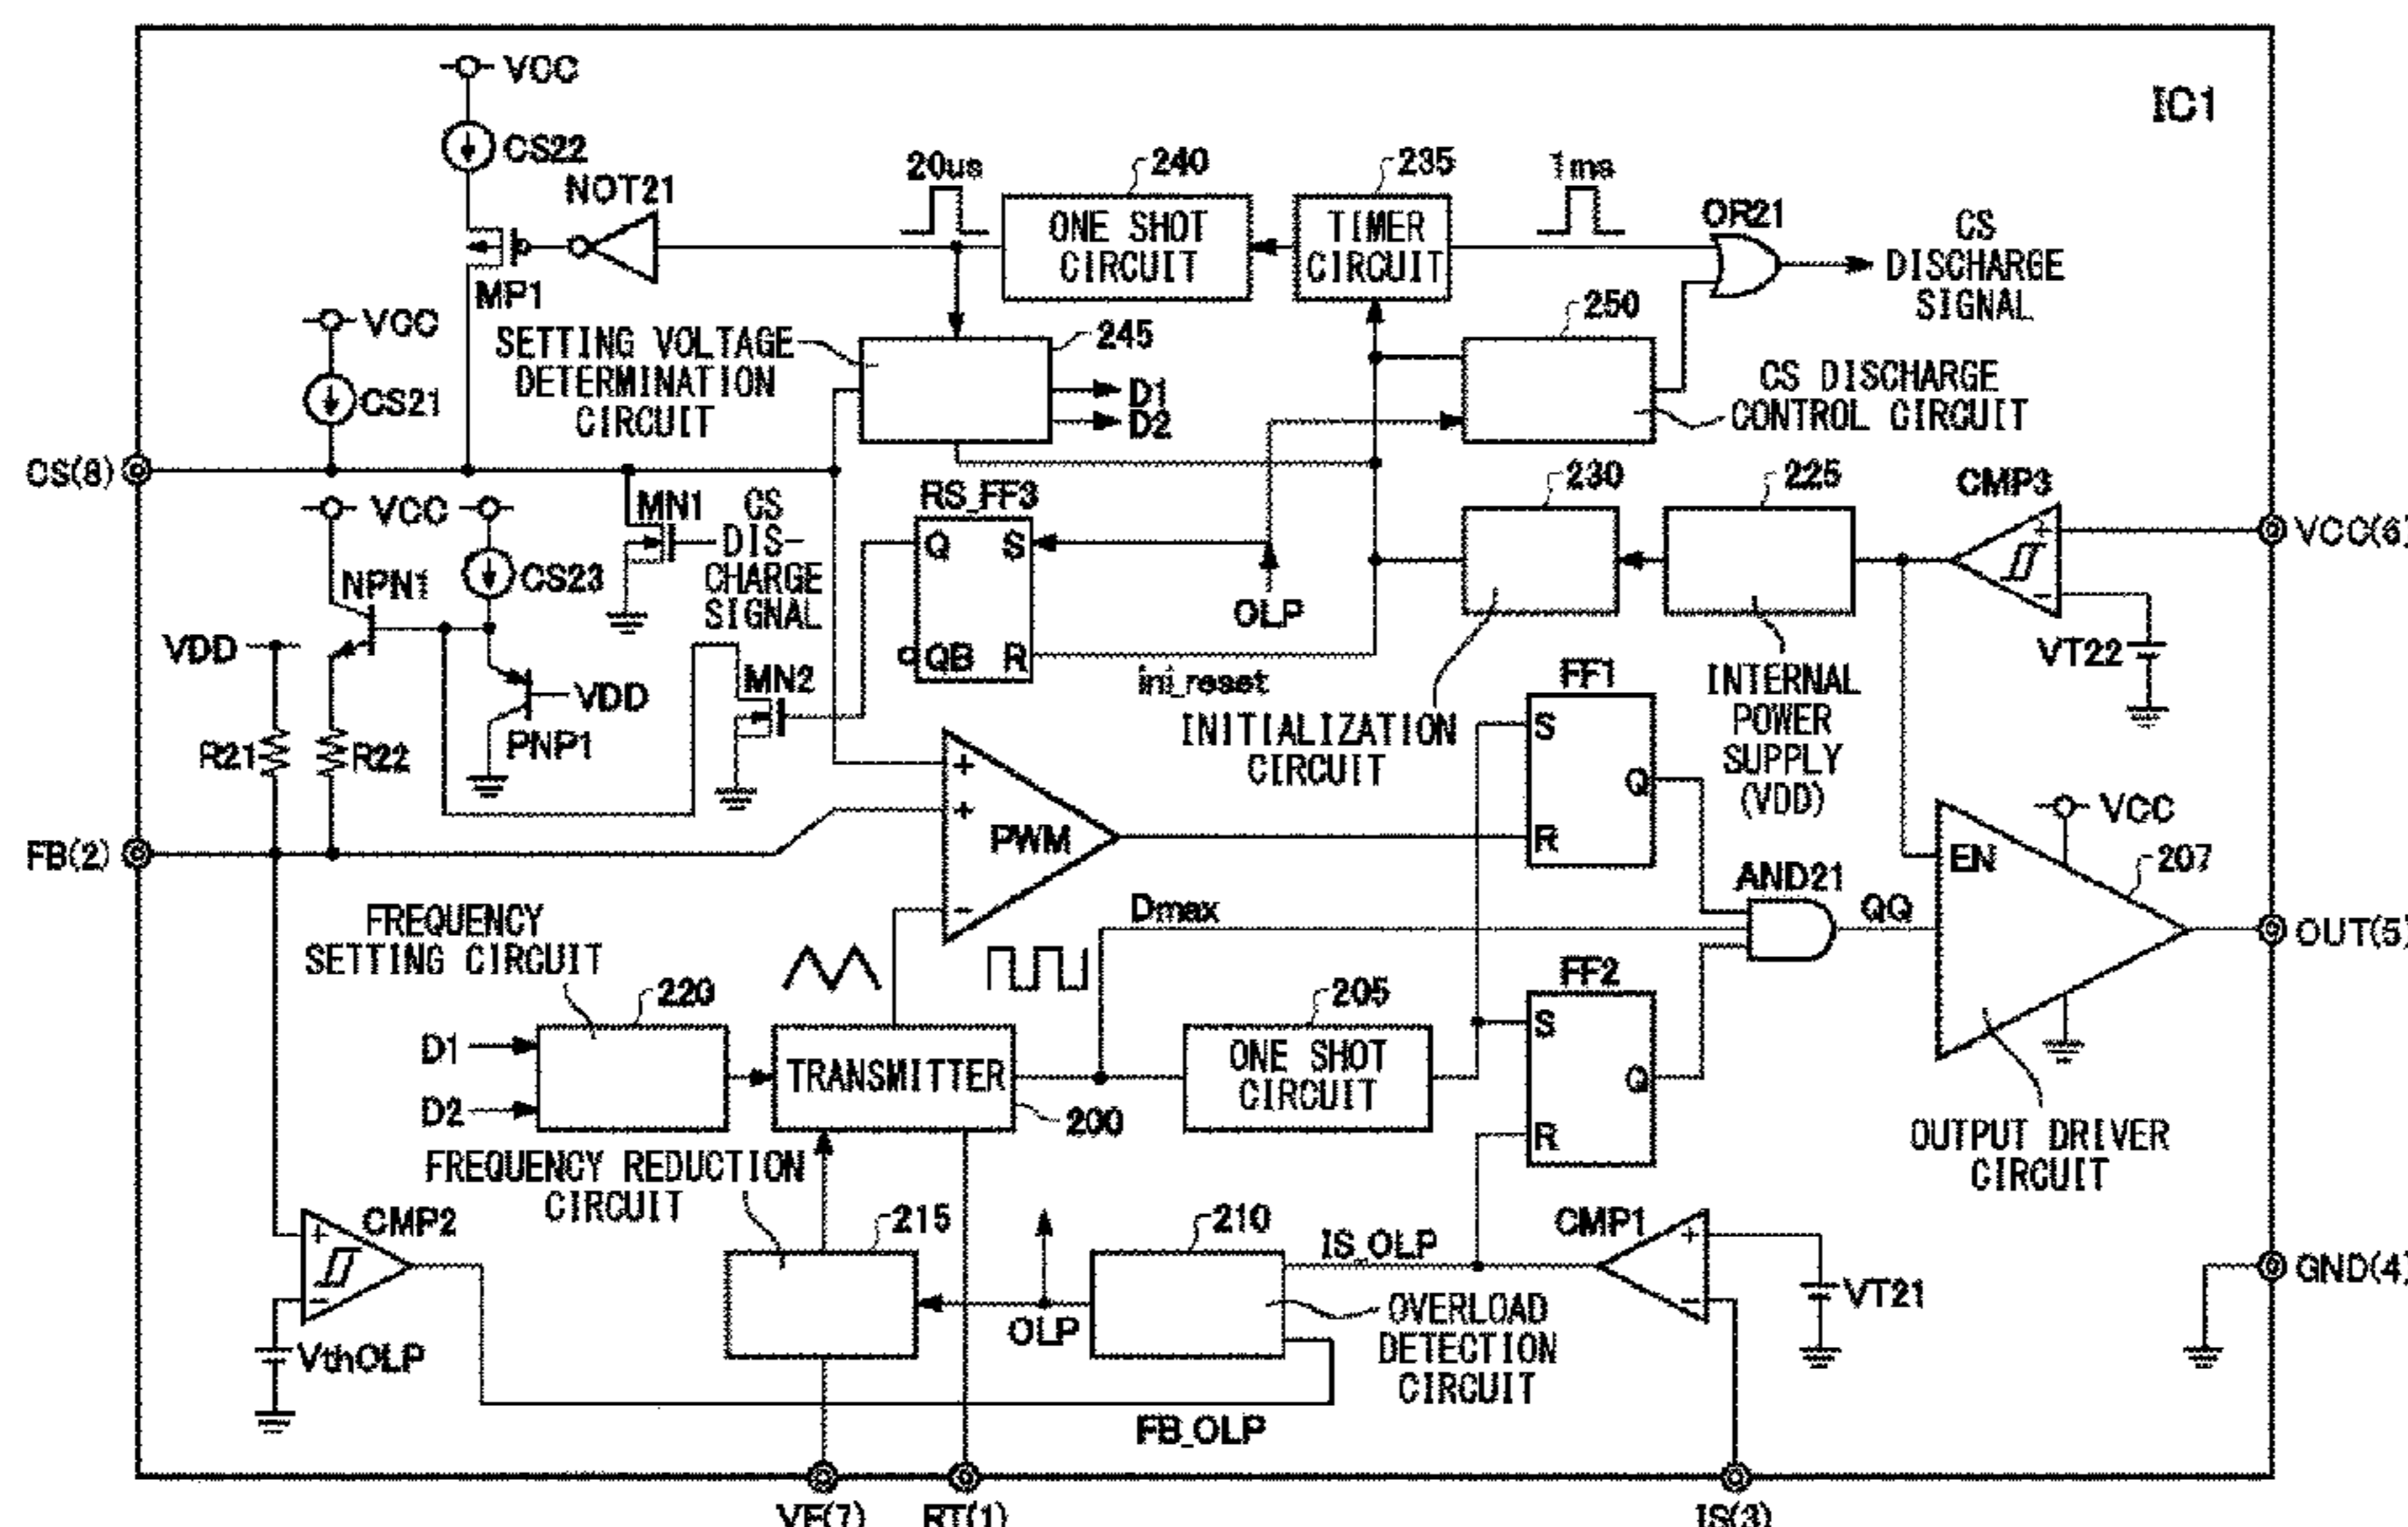 IC1
VCC
CS22
NOT21
MP1
20us
240
ONE SHOT
CIRCUIT
235
TIMER
CIRCUIT
1ms
OR21
CS
DISCHARGE
SIGNAL
VCC
CS21
SETTING VOLTAGE
DETERMINATION
CIRCUIT
245
D1
D2
250
CS DISCHARGE
CONTROL CIRCUIT
CS(8)
VCC
CS23
NPN1
MN1
CS
DIS-
CHARGE
SIGNAL
RS_FF3
Q
S
QB
R
OLP
ini_reset
230
INITIALIZATION
CIRCUIT
225
INTERNAL
POWER
SUPPLY
(VDD)
CMP3
+
-
VCC(6)
VT22
VDD
R21
R22
VDD
PNP1
MN2
+
+
-
PWM
FF1
S
R
Q
FB(2)
VCC
EN
207
AND21
QQ
OUT(5)
Dmax
FREQUENCY
SETTING CIRCUIT
220
D1
D2
TRANSMITTER
200
205
ONE SHOT
CIRCUIT
FF2
S
R
Q
OUTPUT DRIVER
CIRCUIT
FREQUENCY REDUCTION
CIRCUIT
215
CMP2
+
-
VthOLP
OLP
210
IS_OLP
OVERLOAD
DETECTION
CIRCUIT
CMP1
+
-
VT21
GND(4)
FB_OLP
VF(7)
RT(1)
IS(3)